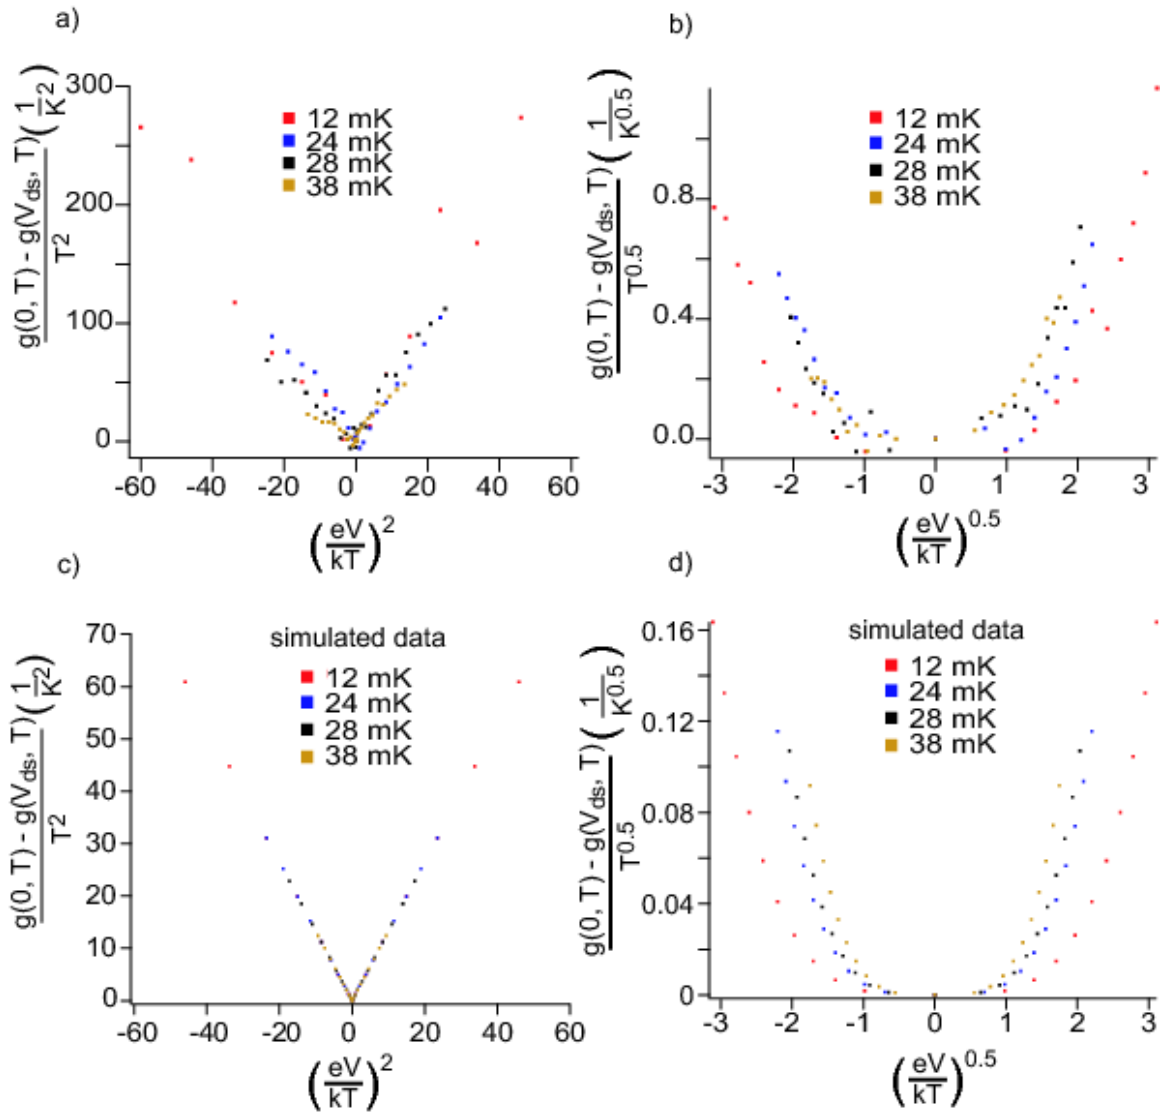 a)
g(0, T) - g(V_ds, T)
T^2
(1/K^2)
300
200
100
0
12 mK
24 mK
28 mK
38 mK
-60 -40 -20 0 20 40 60
(eV/kT)^2
b)
g(0, T) - g(V_ds, T)
T^0.5
(1/K^0.5)
0.8
0.4
0.0
12 mK
24 mK
28 mK
38 mK
-3 -2 -1 0 1 2 3
(eV/kT)^0.5
c)
g(0, T) - g(V_ds, T)
T^2
(1/K^2)
70
60
50
40
30
20
10
0
simulated data
12 mK
24 mK
28 mK
38 mK
-60 -40 -20 0 20 40 60
(eV/kT)^2
d)
g(0, T) - g(V_ds, T)
T^0.5
(1/K^0.5)
0.16
0.12
0.08
0.04
0
simulated data
12 mK
24 mK
28 mK
38 mK
-3 -2 -1 0 1 2 3
(eV/kT)^0.5